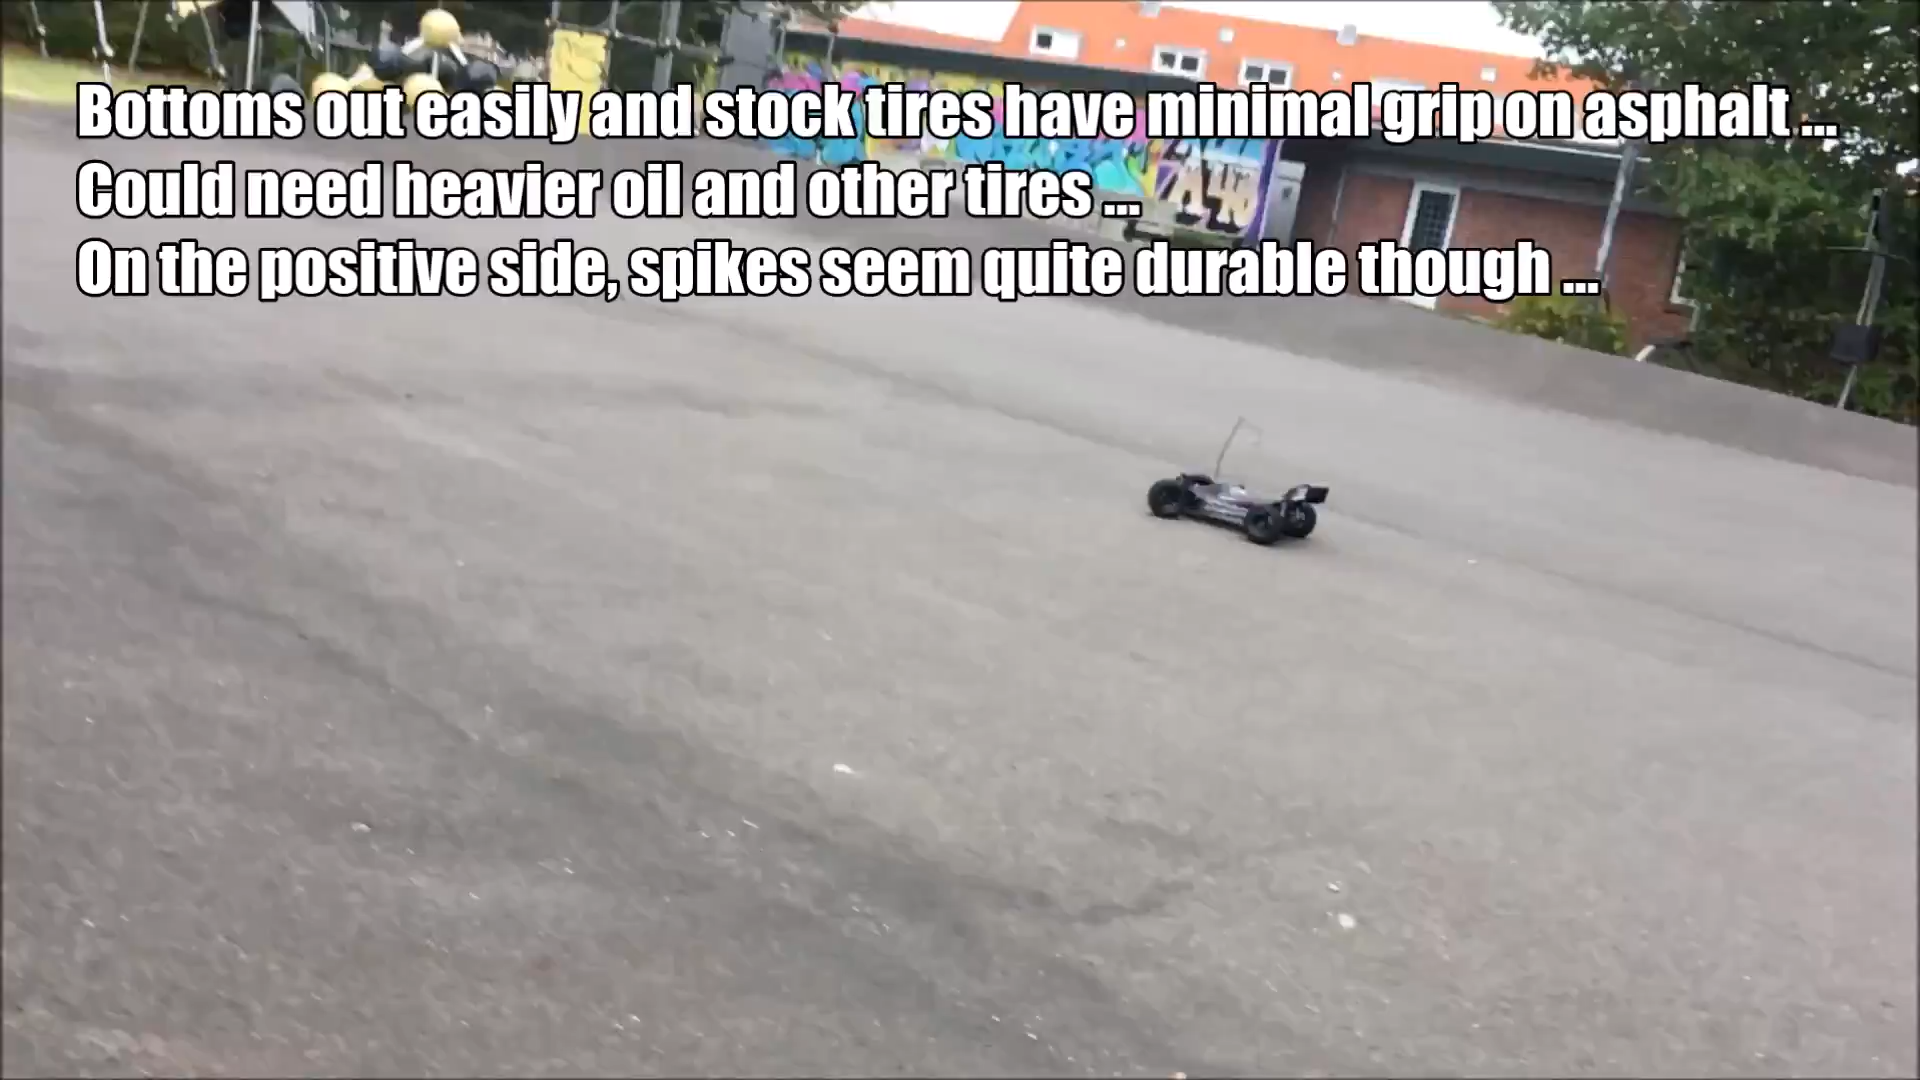 Bottoms out easily and stock tires have minimal grip on asphalt ...
Could need heavier oil and other tires ...
On the positive side, spikes seem quite durable though ...